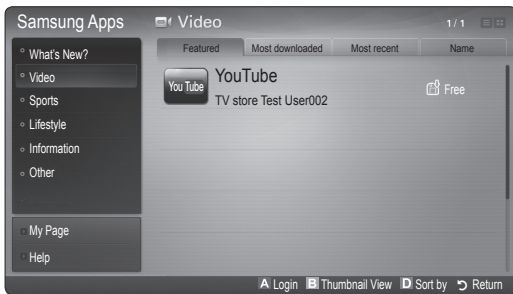 Samsung Apps
Video
1/1
What's New?
Video
Sports
Lifestyle
Information
Other
My Page
Help
Featured
Most downloaded
Most recent
Name
You Tube
YouTube
TV store Test User002
Free
A Login B Thumbnail View D Sort by Return